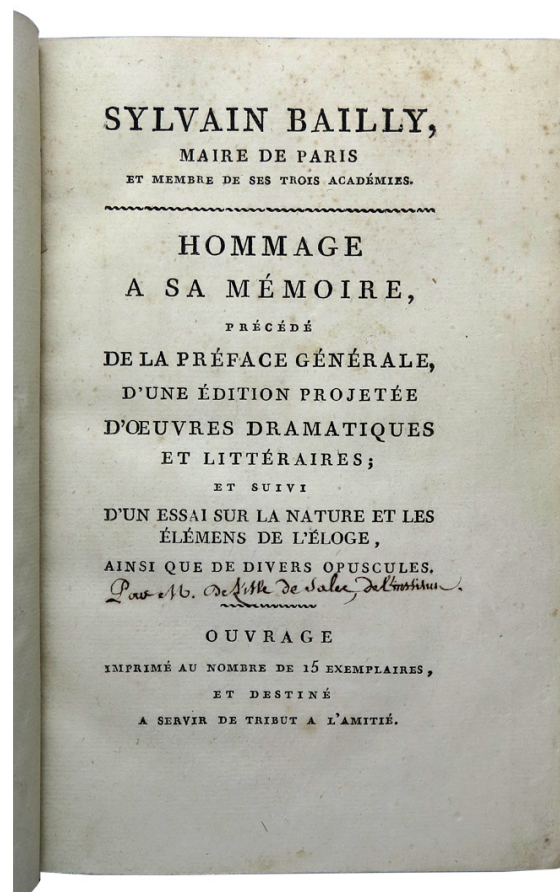 SYLVAIN BAILLY,
MAIRE DE PARIS
ET MEMBRE DE SES TROIS ACADÉMIES.
HOMMAGE
A SA MÉMOIRE,
PRÉCÉDÉ
DE LA PRÉFACE GÉNÉRALE,
D'UNE ÉDITION PROJETÉE
D'ŒUVRES DRAMATIQUES
ET LITTÉRAIRES;
ET SUIVI
D'UN ESSAI SUR LA NATURE ET LES
ÉLÉMENS DE L'ÉLOGE,
AINSI QUE DE DIVERS OPUSCULES.
M. de Sales, de l'institut.
OUVRAGE
IMPRIMÉ AU NOMBRE DE 15 EXEMPLAIRES,
ET DESTINÉ
A SERVIR DE TRIBUT A L'AMITIÉ.